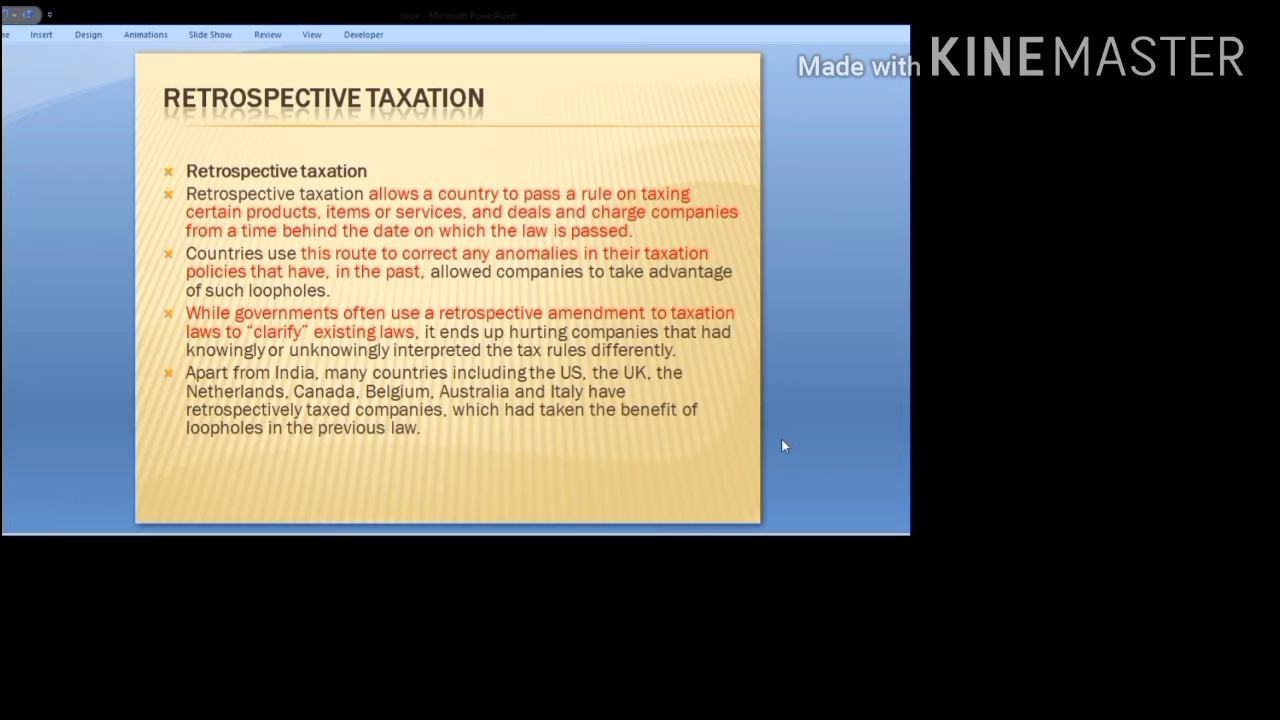 Issue - Microsoft PowerPoint
Insert Design Animations Slide Show Review View Developer
Made with KINEMASTER
RETROSPECTIVE TAXATION
Retrospective taxation
Retrospective taxation allows a country to pass a rule on taxing
certain products, items or services, and deals and charge companies
from a time behind the date on which the law is passed.
Countries use this route to correct any anomalies in their taxation
policies that have, in the past, allowed companies to take advantage
of such loopholes.
While governments often use a retrospective amendment to taxation
laws to “clarify” existing laws, it ends up hurting companies that had
knowingly or unknowingly interpreted the tax rules differently.
Apart from India, many countries including the US, the UK, the
Netherlands, Canada, Belgium, Australia and Italy have
retrospectively taxed companies, which had taken the benefit of
loopholes in the previous law.